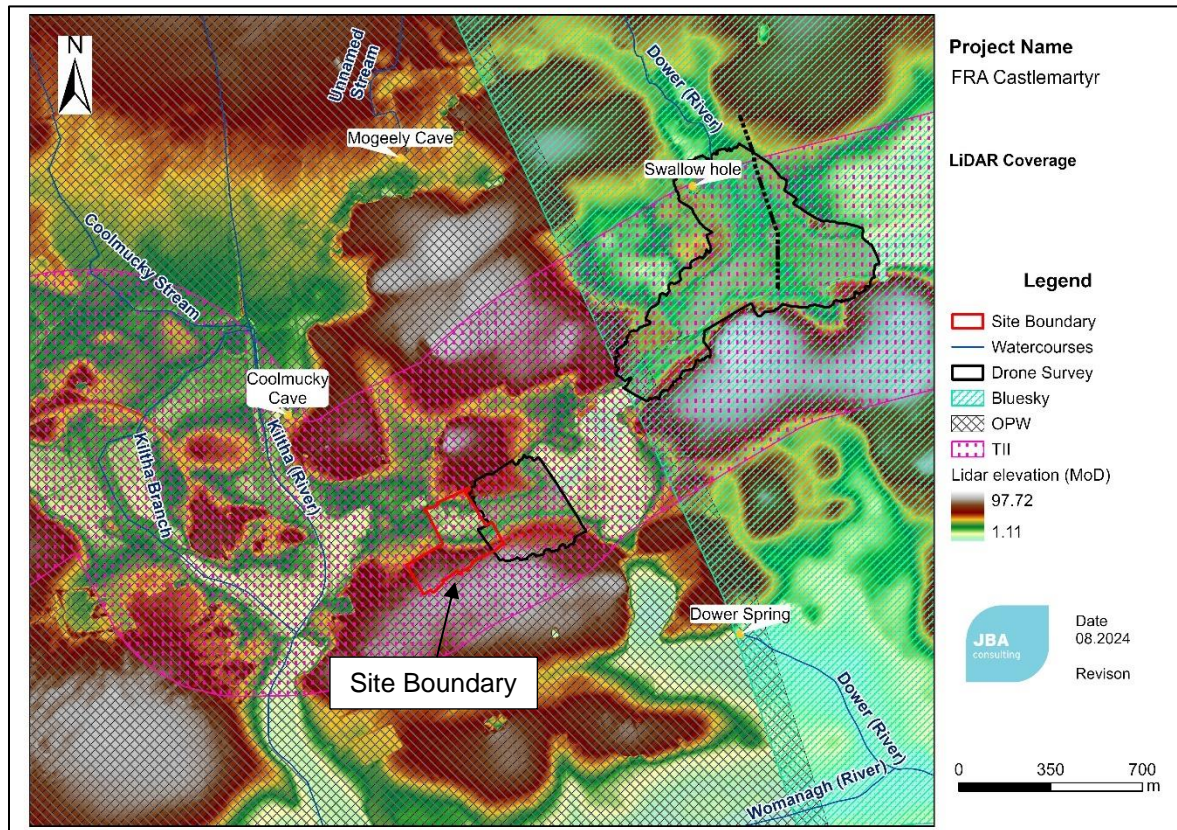 N
Unnamed
Stream
Dower (River)
Mogeely Cave
Swallow hole
Coolmucky Stream
Coolmucky
Cave
Kiltha (River)
Kiltha Branch
Dower Spring
Site Boundary
Dower (River)
Womanagh (River)
Project Name
FRA Castlemartyr
LiDAR Coverage
Legend
Site Boundary
Watercourses
Drone Survey
Bluesky
OPW
TII
Lidar elevation (MoD)
97.72
1.11
JBA
consulting
Date
08.2024
Revison
0 350 700
m